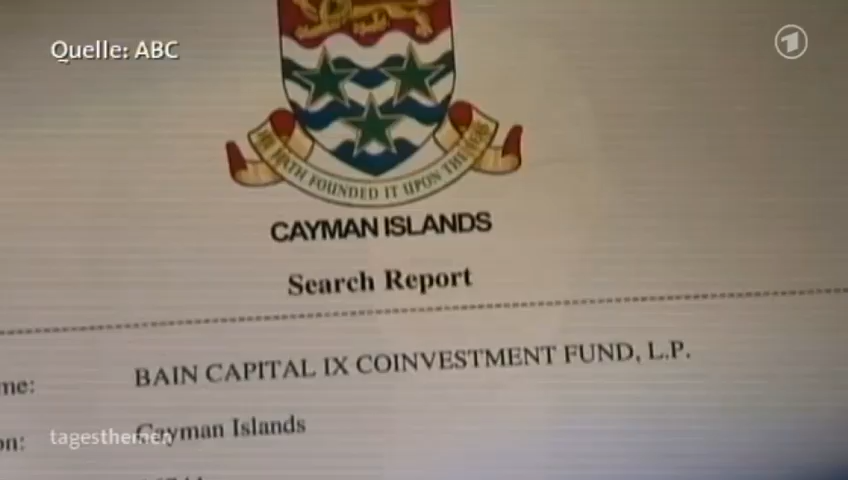 Quelle: ABC
1
HE HATH FOUNDED IT UPON THE SEAS
CAYMAN ISLANDS
Search Report
me: BAIN CAPITAL IX COINVESTMENT FUND, L.P.
on: Cayman Islands
tagesthemen